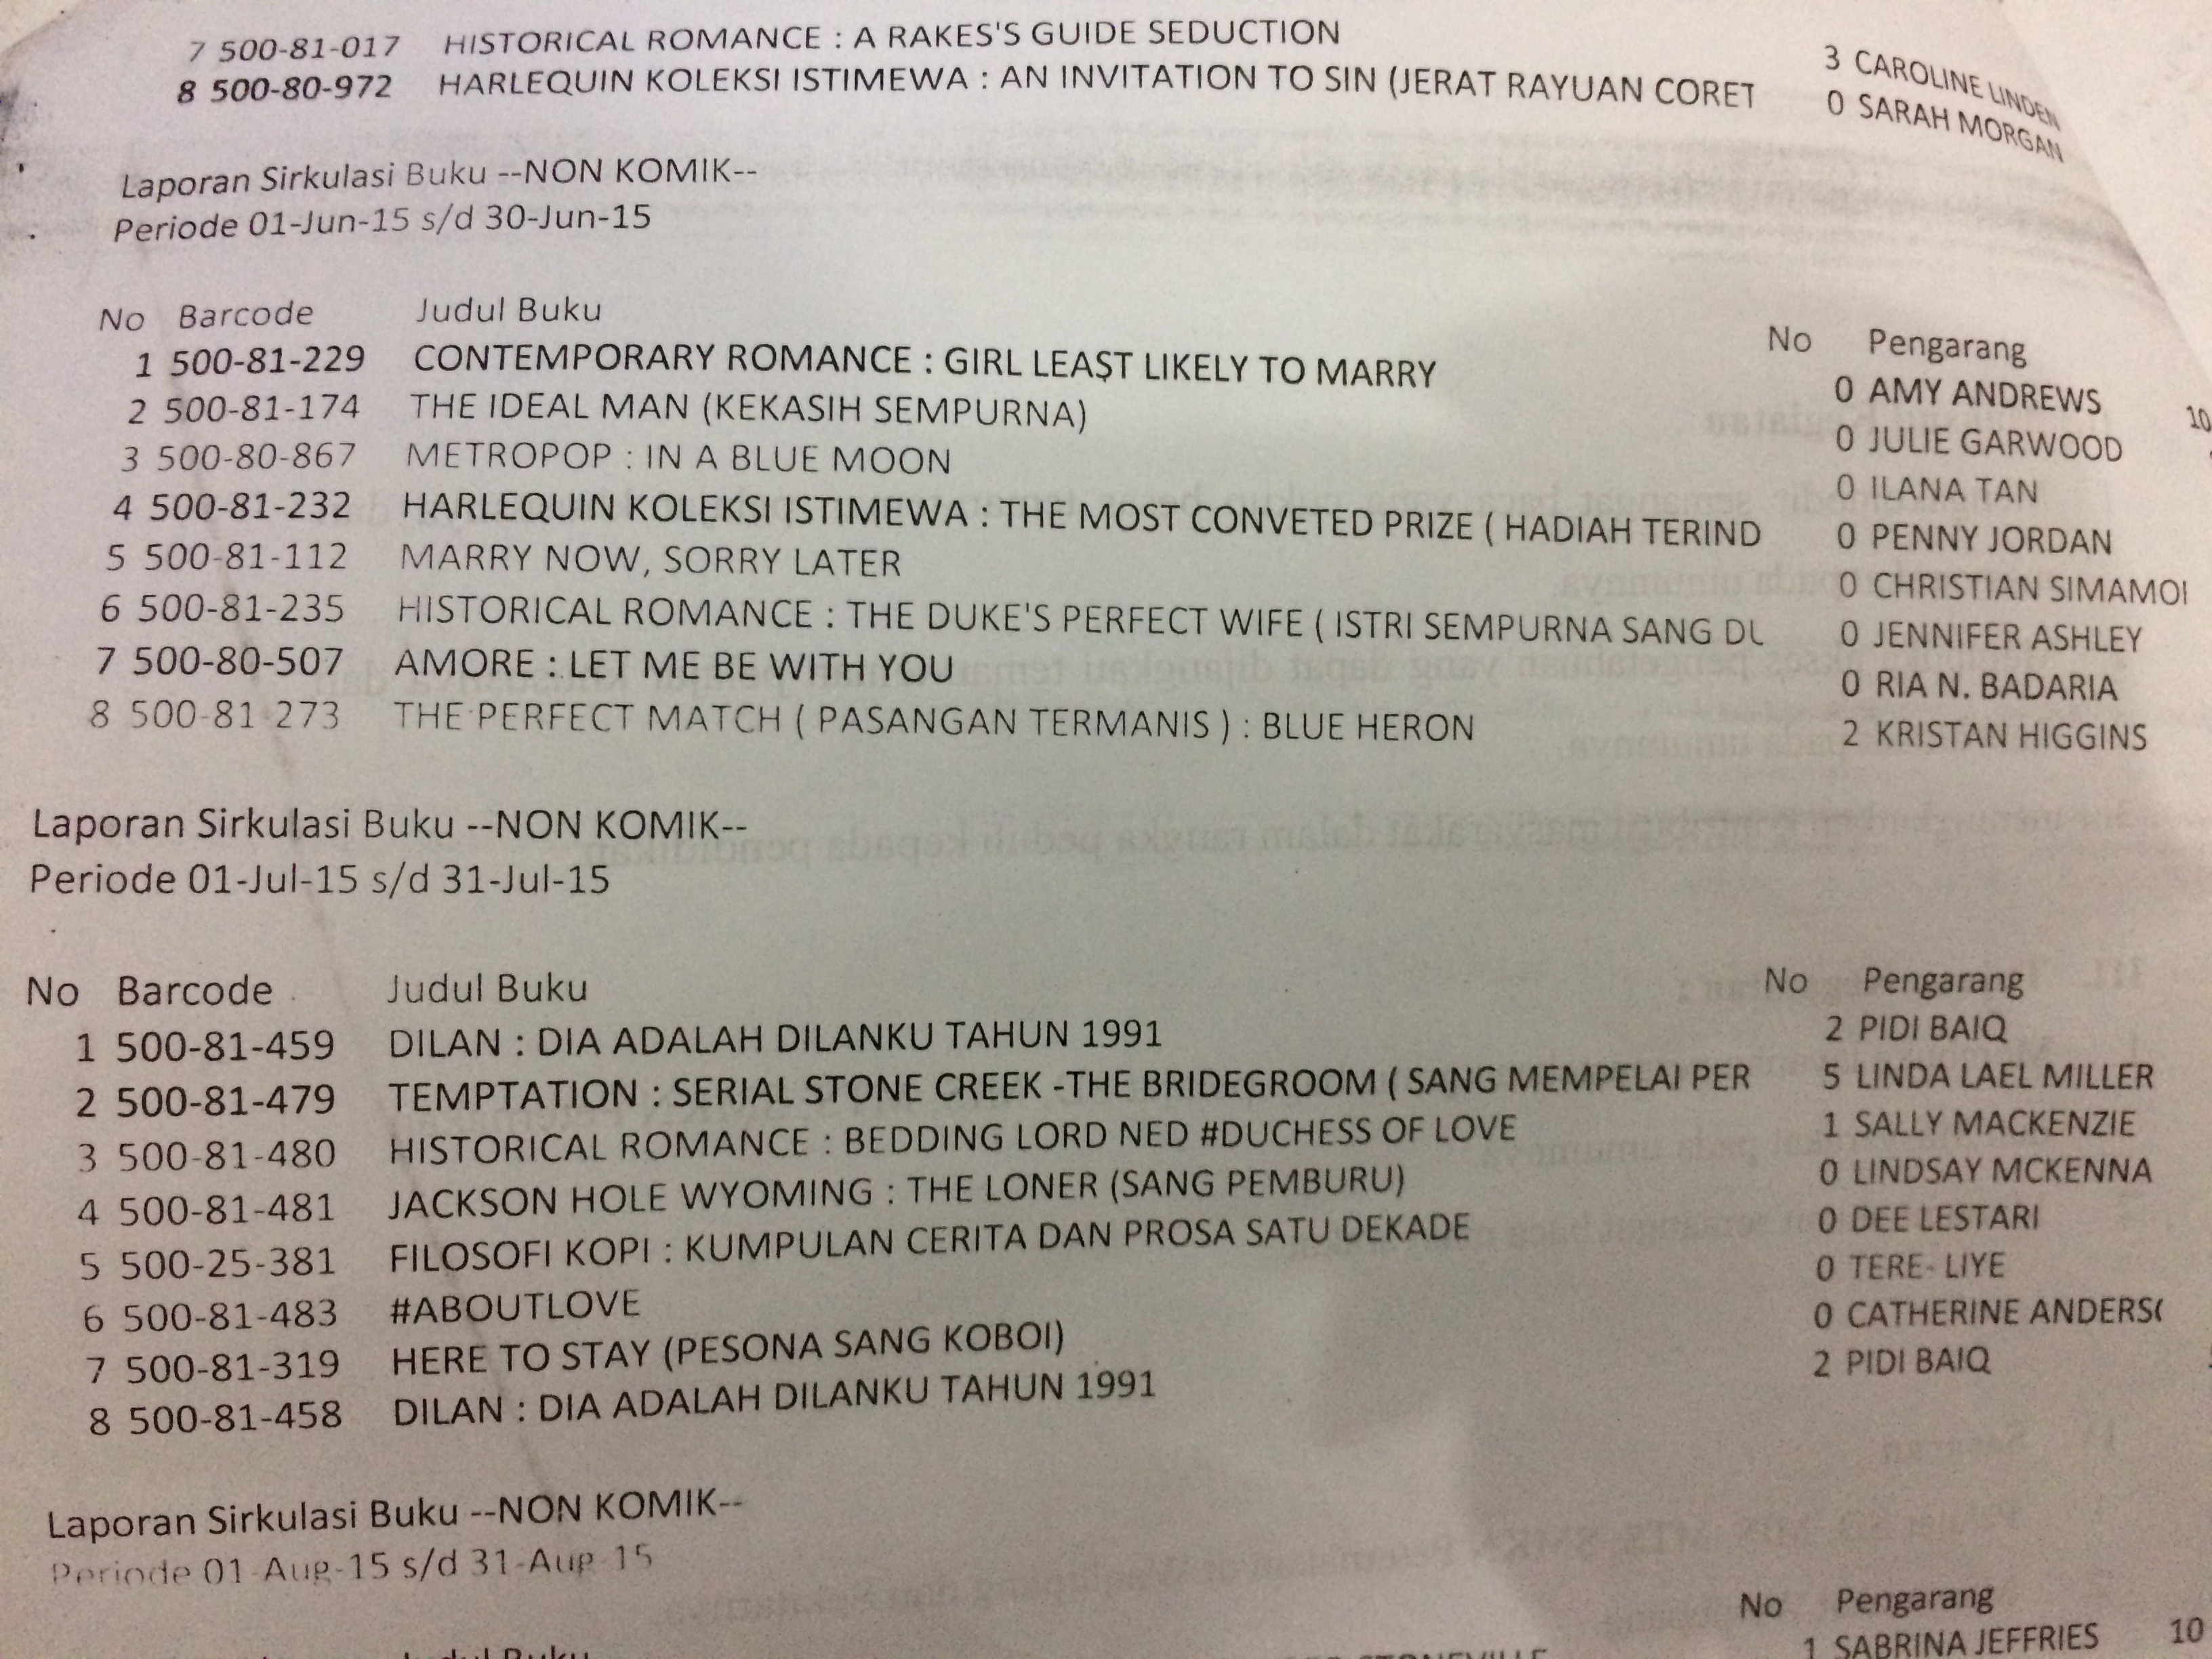 7 500-81-017 HISTORICAL ROMANCE : A RAKES'S GUIDE SEDUCTION 3 CAROLINE LINDEN
8 500-80-972 HARLEQUIN KOLEKSI ISTIMEWA : AN INVITATION TO SIN (JERAT RAYUAN CORET 0 SARAH MORGAN
Laporan Sirkulasi Buku --NON KOMIK--
Periode 01-Jun-15 s/d 30-Jun-15
No Barcode Judul Buku No Pengarang
1 500-81-229 CONTEMPORARY ROMANCE : GIRL LEAST LIKELY TO MARRY 0 AMY ANDREWS 10
2 500-81-174 THE IDEAL MAN (KEKASIH SEMPURNA) 0 JULIE GARWOOD
3 500-80-867 METROPOP : IN A BLUE MOON 0 ILANA TAN
4 500-81-232 HARLEQUIN KOLEKSI ISTIMEWA : THE MOST CONVETED PRIZE ( HADIAH TERIND 0 PENNY JORDAN
5 500-81-112 MARRY NOW, SORRY LATER 0 CHRISTIAN SIMAMO
6 500-81-235 HISTORICAL ROMANCE : THE DUKE'S PERFECT WIFE ( ISTRI SEMPURNA SANG DU 0 JENNIFER ASHLEY
7 500-80-507 AMORE : LET ME BE WITH YOU 0 RIA N. BADARIA
8 500-81-273 THE PERFECT MATCH ( PASANGAN TERMANIS ) : BLUE HERON 2 KRISTAN HIGGINS
Laporan Sirkulasi Buku --NON KOMIK--
Periode 01-Jul-15 s/d 31-Jul-15
No Barcode Judul Buku No Pengarang
1 500-81-459 DILAN : DIA ADALAH DILANKU TAHUN 1991 2 PIDI BAIQ
2 500-81-479 TEMPTATION : SERIAL STONE CREEK -THE BRIDEGROOM ( SANG MEMPELAI PER 5 LINDA LAEL MILLER
3 500-81-480 HISTORICAL ROMANCE : BEDDING LORD NED #DUCHESS OF LOVE 1 SALLY MACKENZIE
4 500-81-481 JACKSON HOLE WYOMING : THE LONER (SANG PEMBURU) 0 LINDSAY MCKENNA
5 500-25-381 FILOSOFI KOPI : KUMPULAN CERITA DAN PROSA SATU DEKADE 0 DEE LESTARI
6 500-81-483 #ABOUTLOVE 0 TERE- LIYE
7 500-81-319 HERE TO STAY (PESONA SANG KOBOI) 0 CATHERINE ANDERS
8 500-81-458 DILAN : DIA ADALAH DILANKU TAHUN 1991 2 PIDI BAIQ
Laporan Sirkulasi Buku --NON KOMIK--
Periode 01-Aug-15 s/d 31-Aug-15
Judul Buku No Pengarang
1 SABRINA JEFFRIES 10